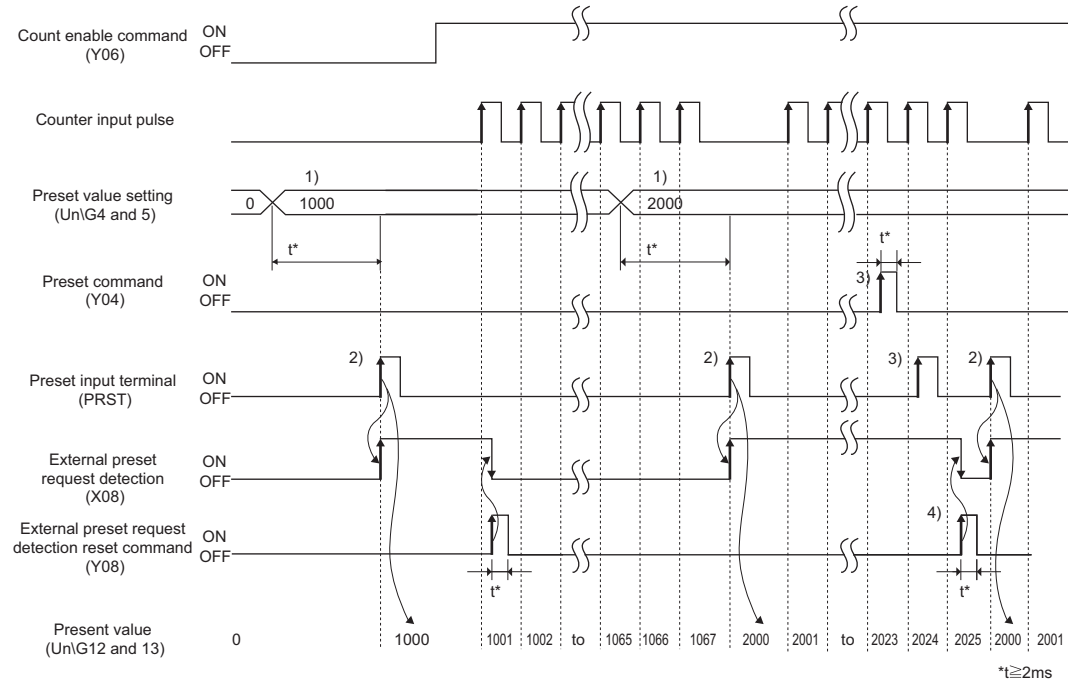 Count enable command
(Y06)
ON
OFF
Counter input pulse
Preset value setting
(Un\G4 and 5)
0
1)
1000
1)
2000
t*
t*
t*
Preset command
(Y04)
ON
OFF
3)
Preset input terminal
(PRST)
ON
OFF
2)
2)
3)
2)
External preset
request detection
(X08)
ON
OFF
External preset request
detection reset command
(Y08)
ON
OFF
4)
t*
t*
Present value
(Un\G12 and 13)
0 1000 1001 1002 to 1065 1066 1067 2000 2001 to 2023 2024 2025 2000 2001
*t≧2ms